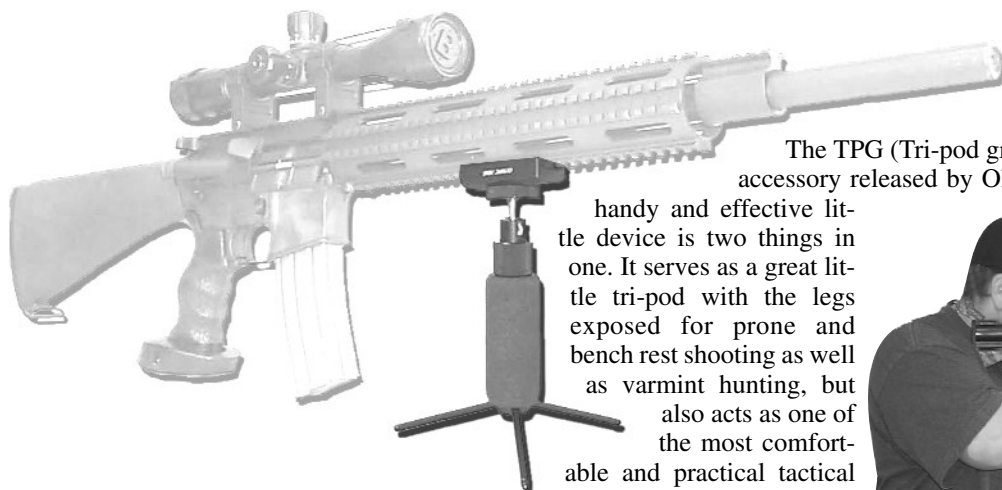 The TPG (Tri-pod
accessory released by
handy and effective lit-
tle device is two things in
one. It serves as a great lit-
tle tri-pod with the legs
exposed for prone and
bench rest shooting as well
as varmint hunting, but
also acts as one of
the most comfort-
able and practical tactical